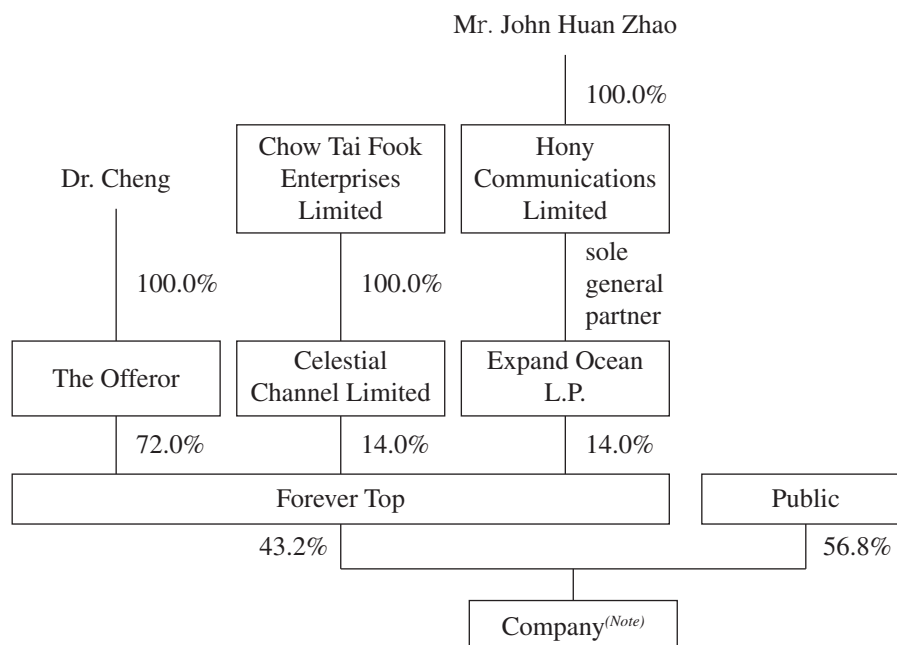 Mr. John Huan Zhao
100.0%
Chow Tai Fook
Enterprises
Limited
Hony
Communications
Limited
Dr. Cheng
100.0%
100.0%
sole
general
partner
The Offeror
Celestial
Channel Limited
Expand Ocean
L.P.
72.0%
14.0%
14.0%
Forever Top
Public
43.2%
56.8%
Company(Note)